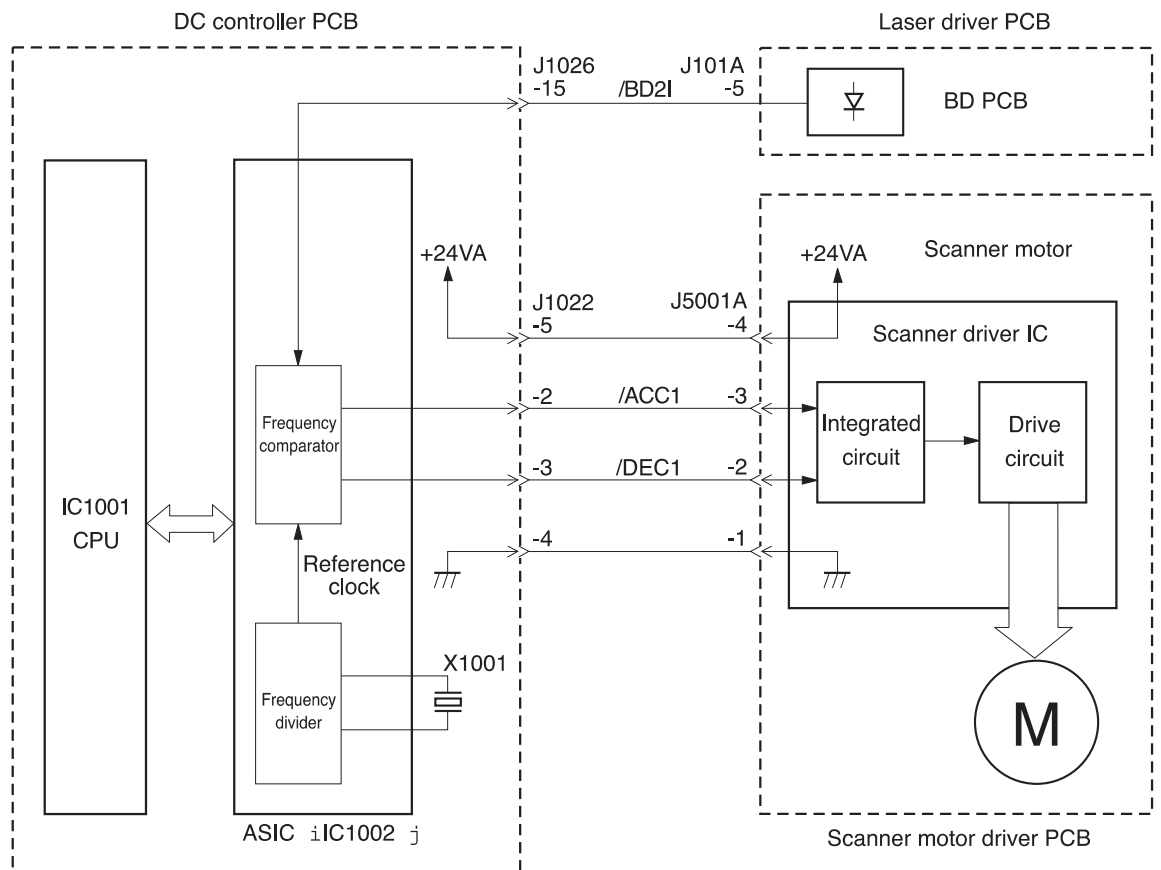 DC controller PCB
Laser driver PCB
J1026
J101A
-15
/BD2I
-5
BD PCB
+24VA
+24VA
Scanner motor
J1022
J5001A
-5
-4
Scanner driver IC
-2
/ACC1
-3
Frequency
comparator
Integrated
circuit
Drive
circuit
-3
/DEC1
-2
IC1001
CPU
-4
-1
Reference
clock
X1001
Frequency
divider
M
ASIC iIC1002 j
Scanner motor driver PCB